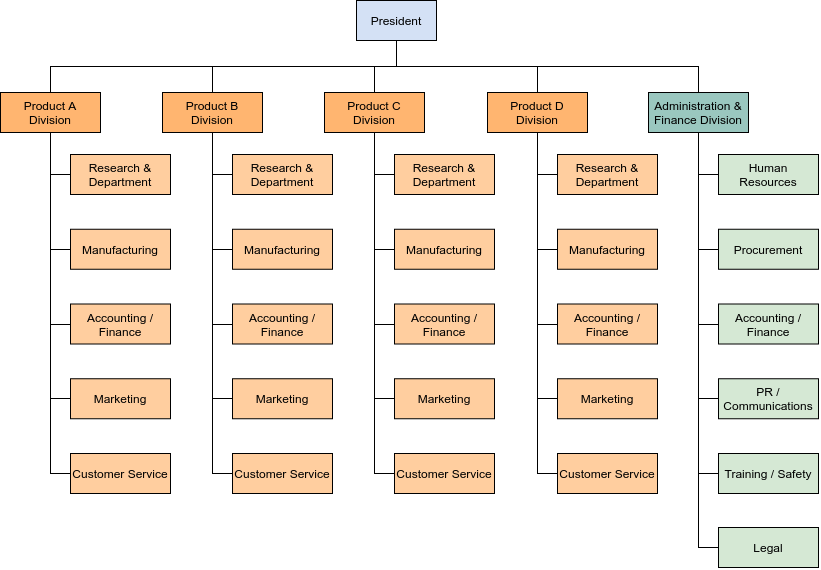 President
Product A
Division
Product B
Division
Product C
Division
Product D
Division
Administration &
Finance Division
Research &
Department
Research &
Department
Research &
Department
Research &
Department
Human
Resources
Manufacturing
Manufacturing
Manufacturing
Manufacturing
Procurement
Accounting /
Finance
Accounting /
Finance
Accounting /
Finance
Accounting /
Finance
Accounting /
Finance
Marketing
Marketing
Marketing
Marketing
PR /
Communications
Customer Service
Customer Service
Customer Service
Customer Service
Training / Safety
Legal